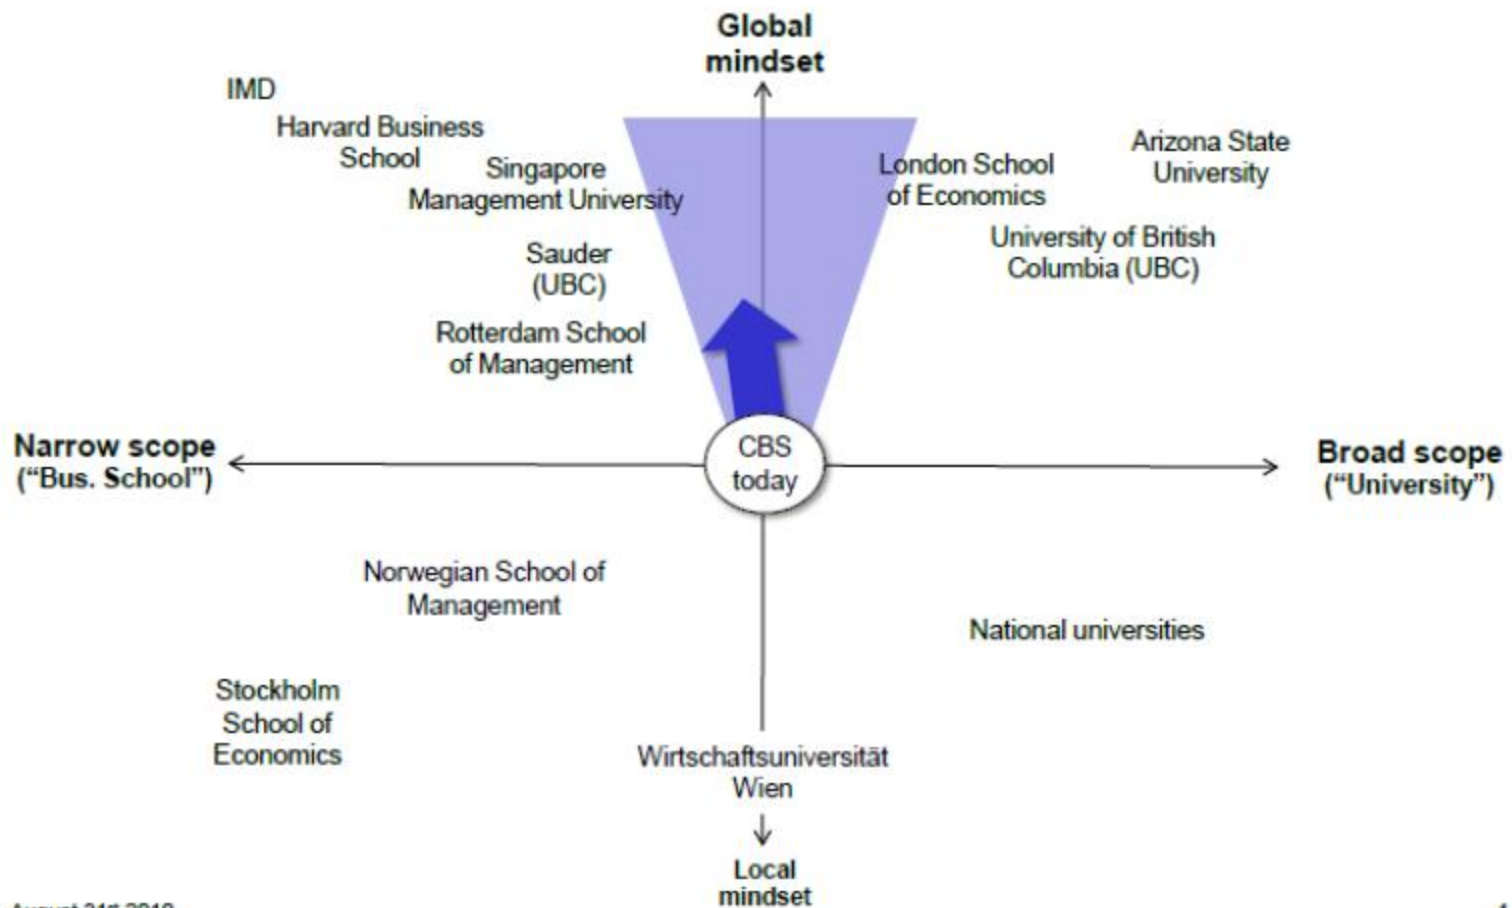 Global
mindset
IMD
Harvard Business
School
Singapore
Management University
London School
of Economics
Arizona State
University
Sauder
(UBC)
University of British
Columbia (UBC)
Rotterdam School
of Management
Narrow scope
("Bus. School")
CBS
today
Broad scope
("University")
Norwegian School of
Management
National universities
Stockholm
School of
Economics
Wirtschaftsuniversität
Wien
Local
mindset